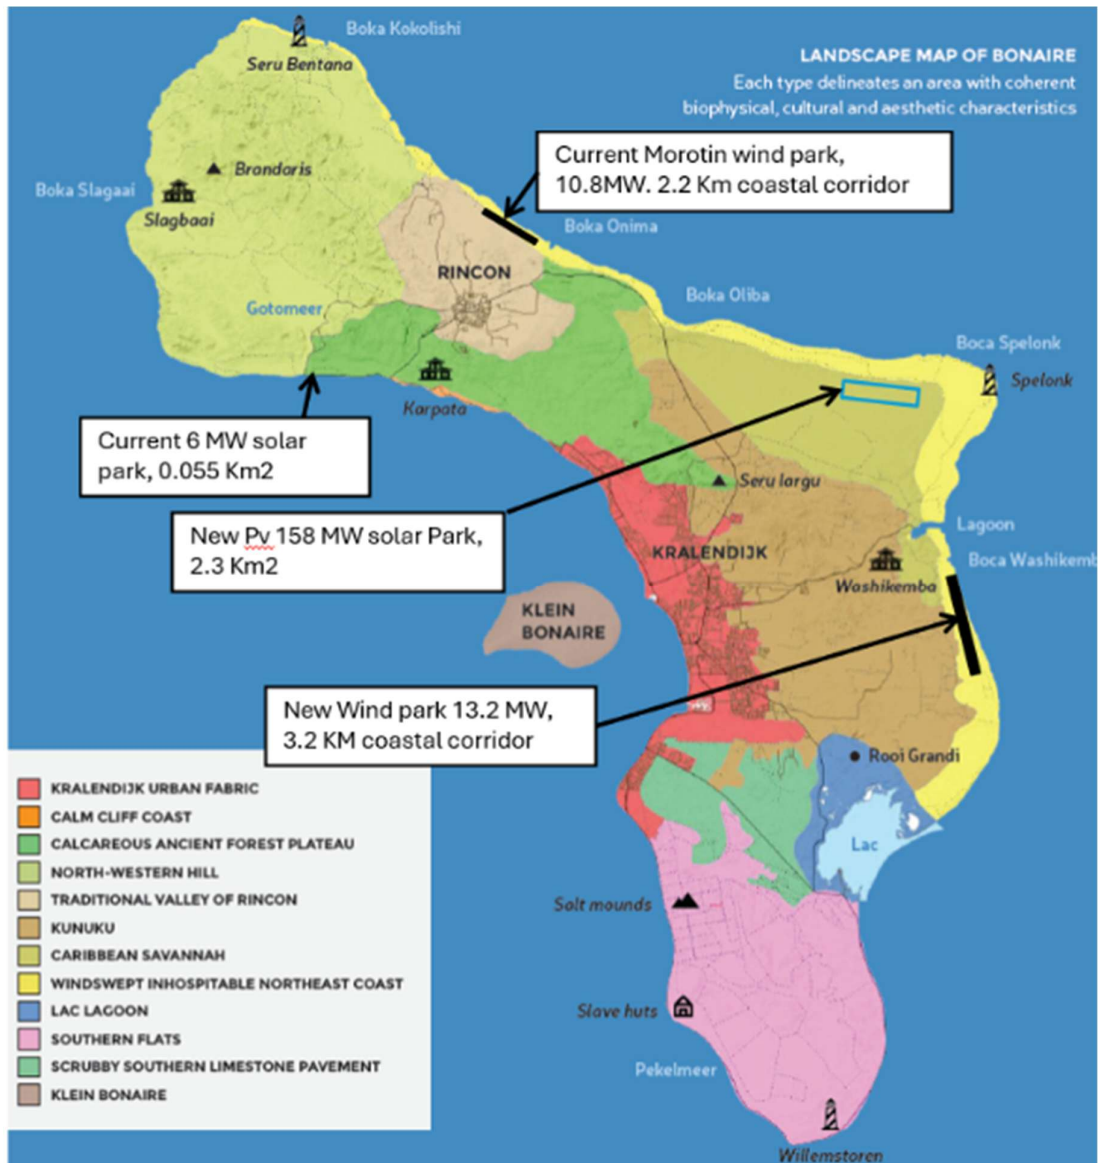 Boka Kokolishi
Seru Bentana
LANDSCAPE MAP OF BONAIRE
Each type delineates an area with coherent
biophysical, cultural and aesthetic characteristics
Current Morotin wind park,
10.8MW. 2.2 Km coastal corridor
Brandaris
Boka Slagaai
Slagbaai
Boka Onima
RINCON
Boka Oliba
Gotomeer
Boca Spelonk
Spelonk
Karpata
Current 6 MW solar
park, 0.055 Km2
Seru largu
New Pv 158 MW solar Park,
2.3 Km2
Lagoon
KRALENDIJK
Boca Washikemb
Washikemba
KLEIN
BONAIRE
New Wind park 13.2 MW,
3.2 KM coastal corridor
Rooi Grandi
Lac
KRALENDIJK URBAN FABRIC
CALM CLIFF COAST
CALCAREOUS ANCIENT FOREST PLATEAU
NORTH-WESTERN HILL
TRADITIONAL VALLEY OF RINCON
KUNUKU
CARIBBEAN SAVANNAH
WINDSWEPT INHOSPITABLE NORTHEAST COAST
LAC LAGOON
SOUTHERN FLATS
SCRUBBY SOUTHERN LIMESTONE PAVEMENT
KLEIN BONAIRE
Salt mounds
Slave huts
Pekelmeer
Willemstoren